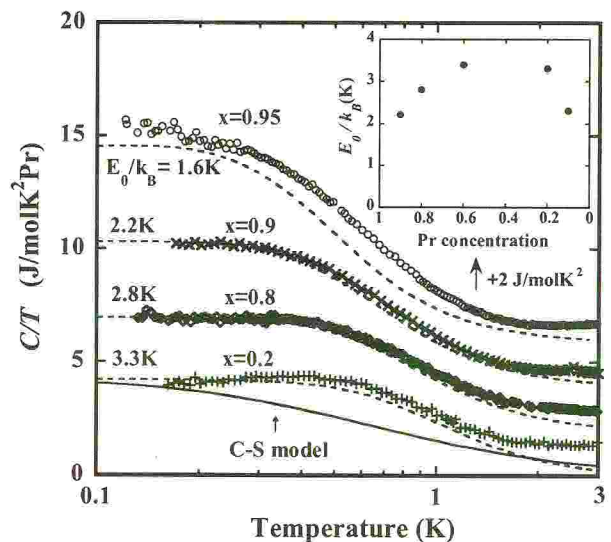 20
15
10
5
0
C/T (J/molK²Pr)
0.1
1
3
Temperature (K)
x=0.95
E₀/k_B = 1.6K
2.2K
x=0.9
2.8K
x=0.8
3.3K
x=0.2
C-S model
+2 J/molK²
4
3
2
1
0
E₀/k_B(K)
1
0.8
0.6
0.4
0.2
0
Pr concentration